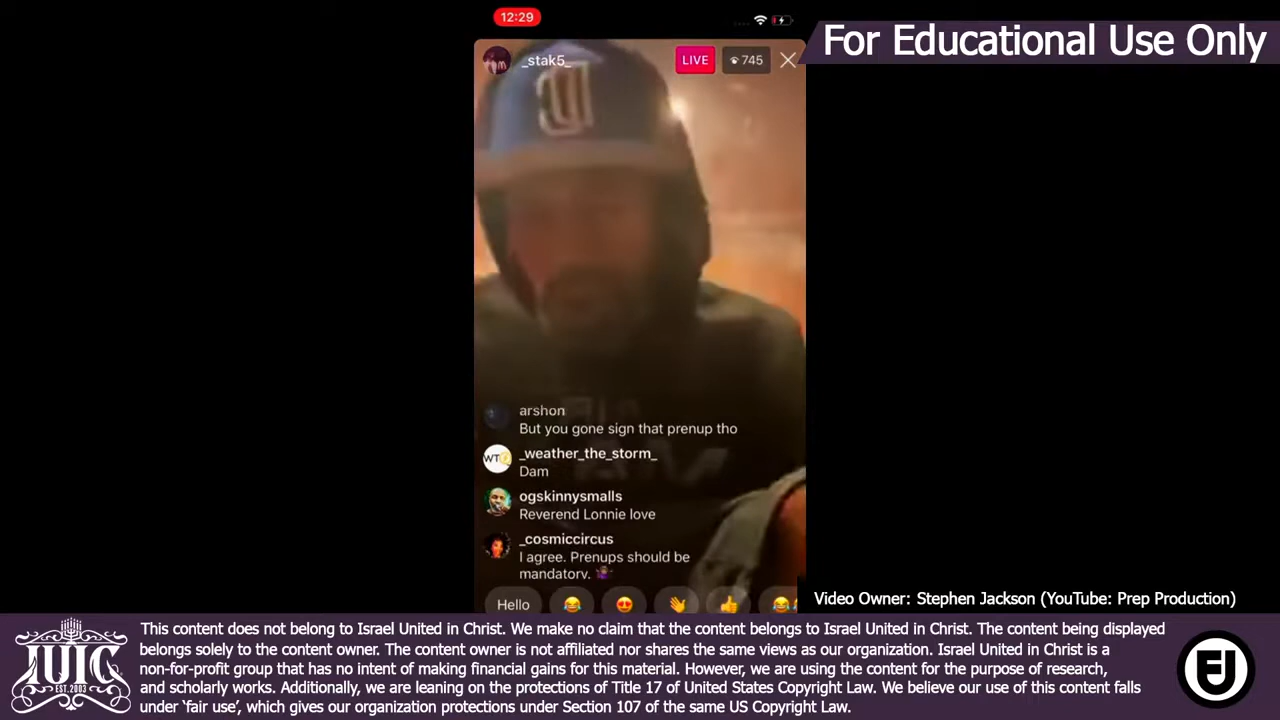 12:29
For Educational Use Only
_stak5_
LIVE
745
arshon
But you gone sign that prenup tho
_weather_the_storm_
WT
Dam
ogskinnysmalls
Reverend Lonnie love
_cosmiccircus
I agree. Prenups should be
mandatory.
Hello
Video Owner: Stephen Jackson (YouTube: Prep Production)
This content does not belong to Israel United in Christ. We make no claim that the content belongs to Israel United in Christ. The content being displayed
belongs solely to the content owner. The content owner is not affiliated nor shares the same views as our organization. Israel United in Christ is a
non-for-profit group that has no intent of making financial gains for this material. However, we are using the content for the purpose of research,
and scholarly works. Additionally, we are leaning on the protections of Title 17 of United States Copyright Law. We believe our use of this content falls
under 'fair use', which gives our organization protections under Section 107 of the same US Copyright Law.
IUIC
EST.2003